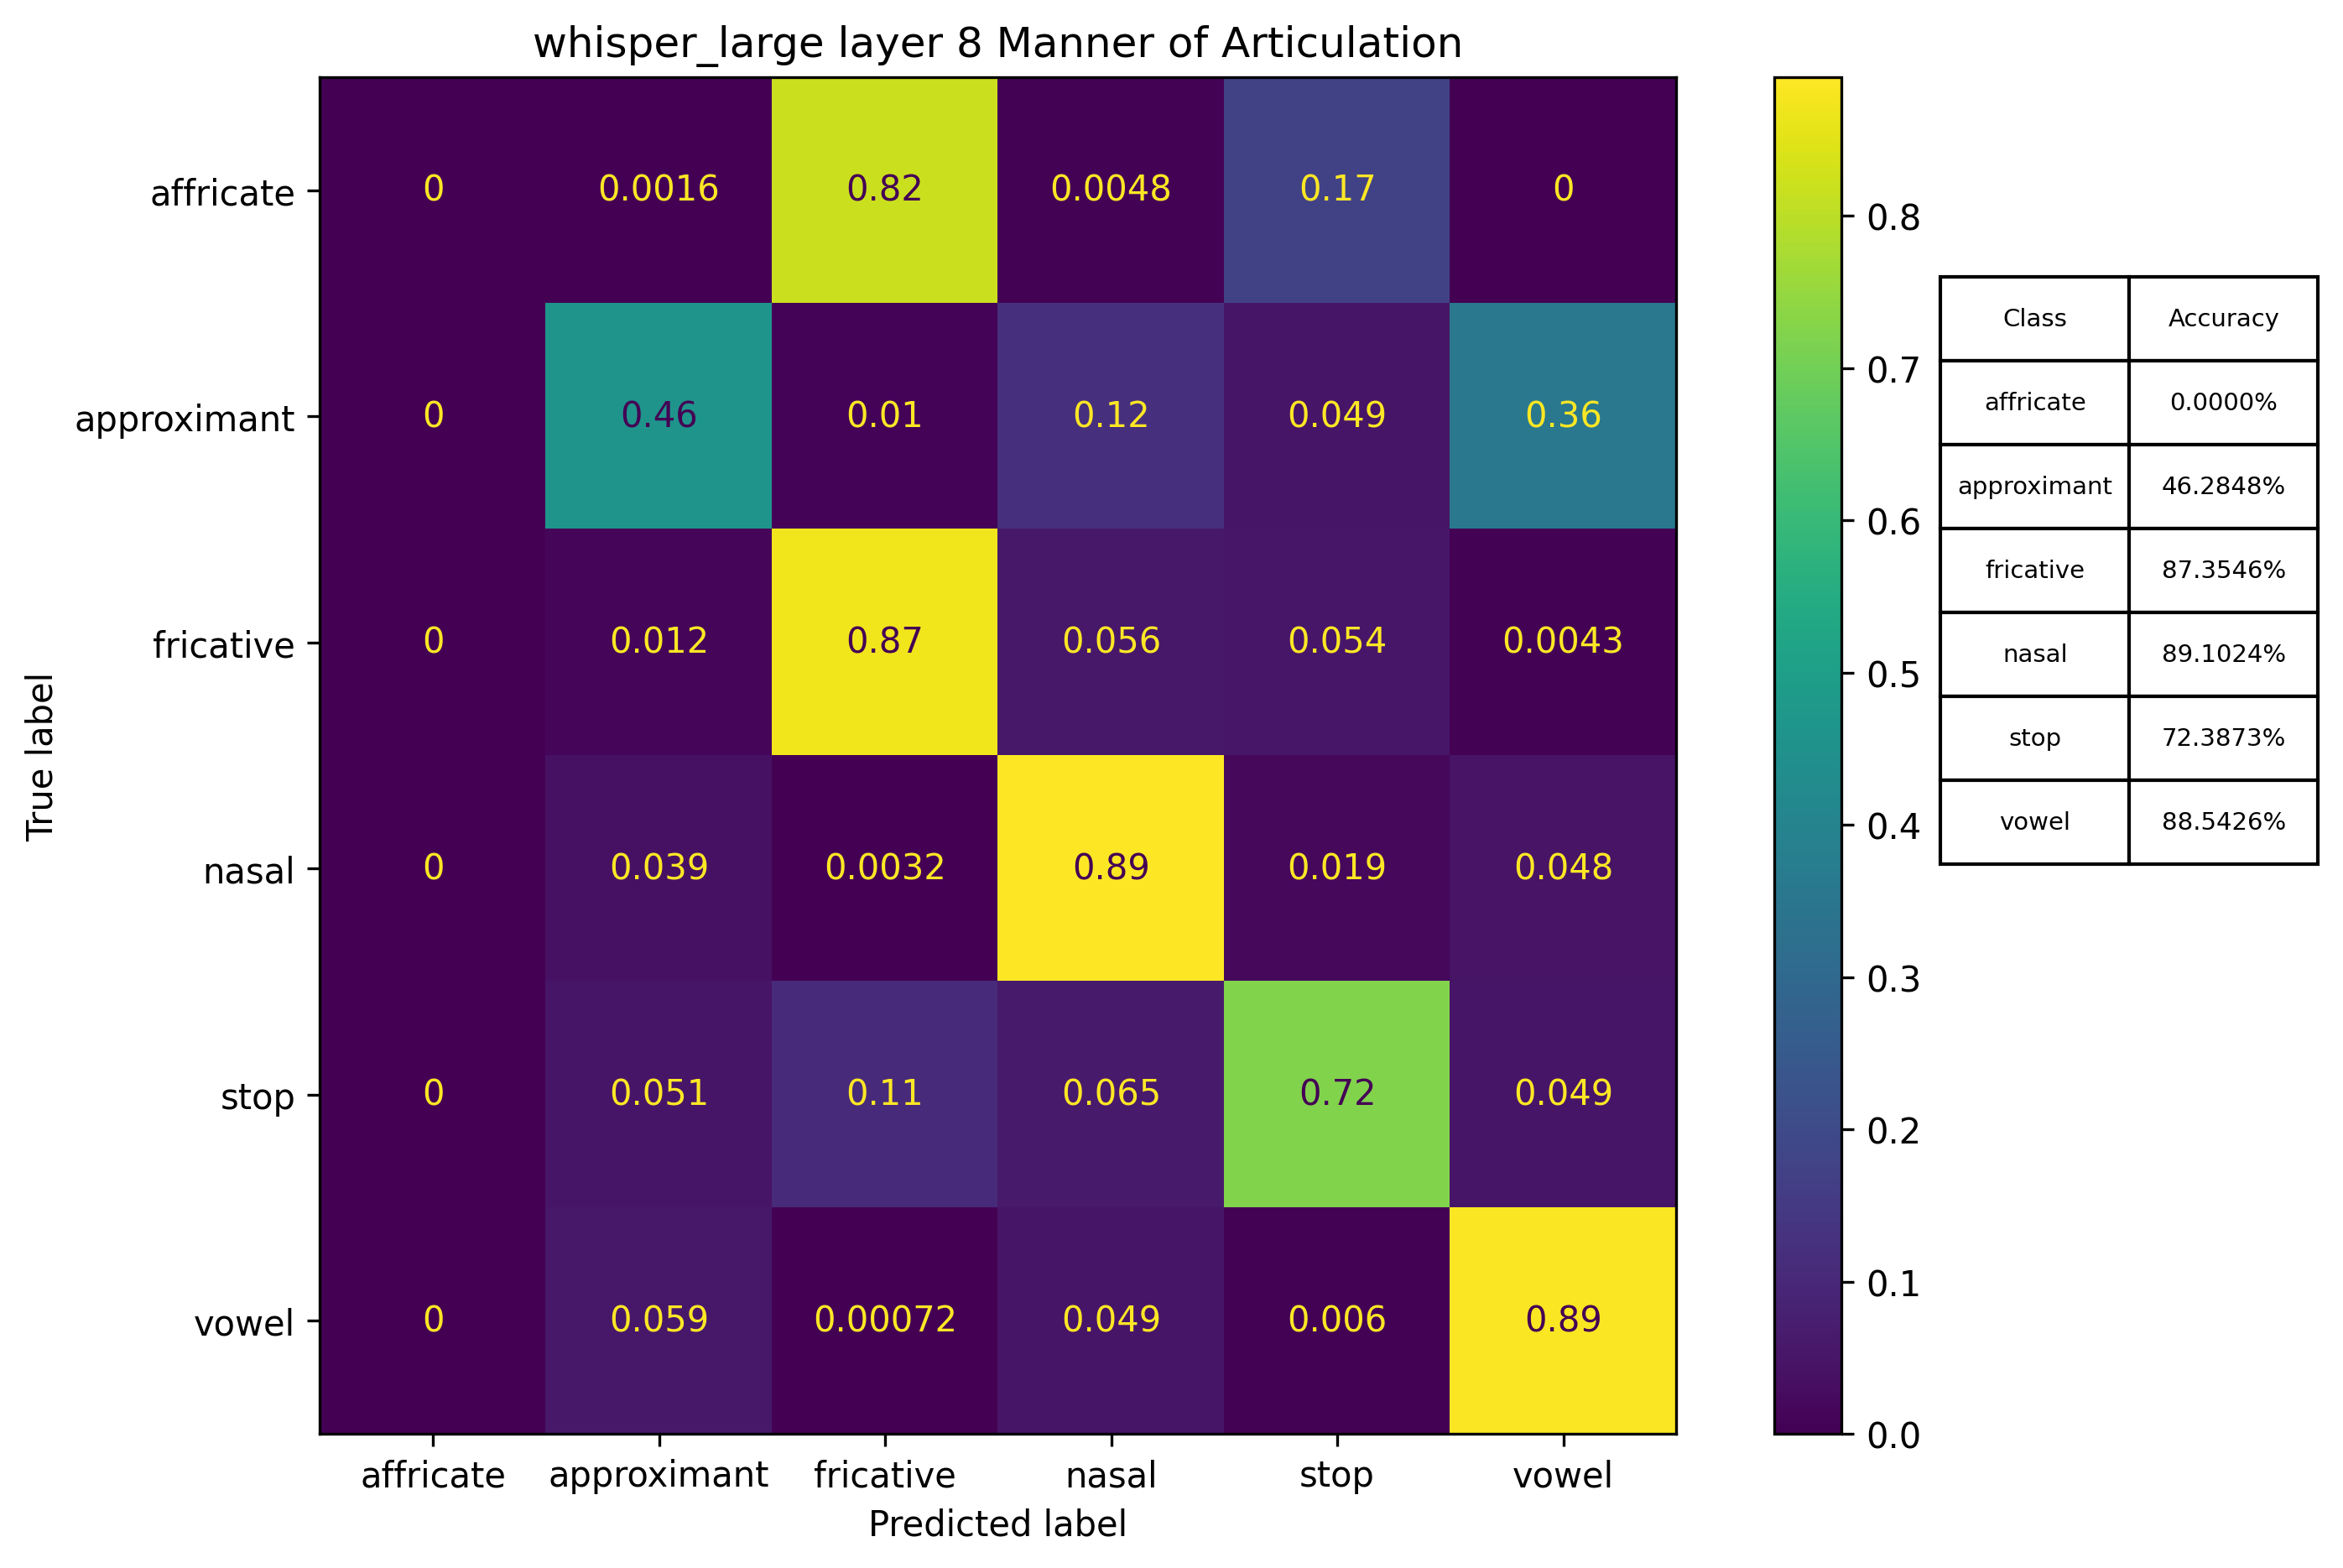 whisper_large layer 8 Manner of Articulation
True label
affricate 0 0.0016 0.82 0.0048 0.17 0
approximant 0 0.46 0.01 0.12 0.049 0.36
fricative 0 0.012 0.87 0.056 0.054 0.0043
nasal 0 0.039 0.0032 0.89 0.019 0.048
stop 0 0.051 0.11 0.065 0.72 0.049
vowel 0 0.059 0.00072 0.049 0.006 0.89
affricate approximant fricative nasal stop vowel
Predicted label
0.8
0.7
0.6
0.5
0.4
0.3
0.2
0.1
0.0
Class Accuracy
affricate 0.0000%
approximant 46.2848%
fricative 87.3546%
nasal 89.1024%
stop 72.3873%
vowel 88.5426%